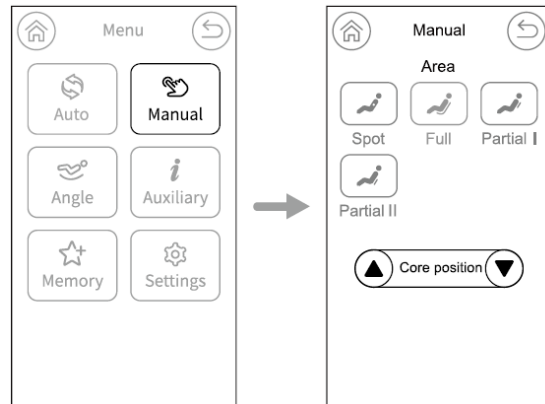 Menu
Auto
Manual
Angle
Auxiliary
Memory
Settings
Manual
Area
Spot
Full
Partial I
Partial II
Core position